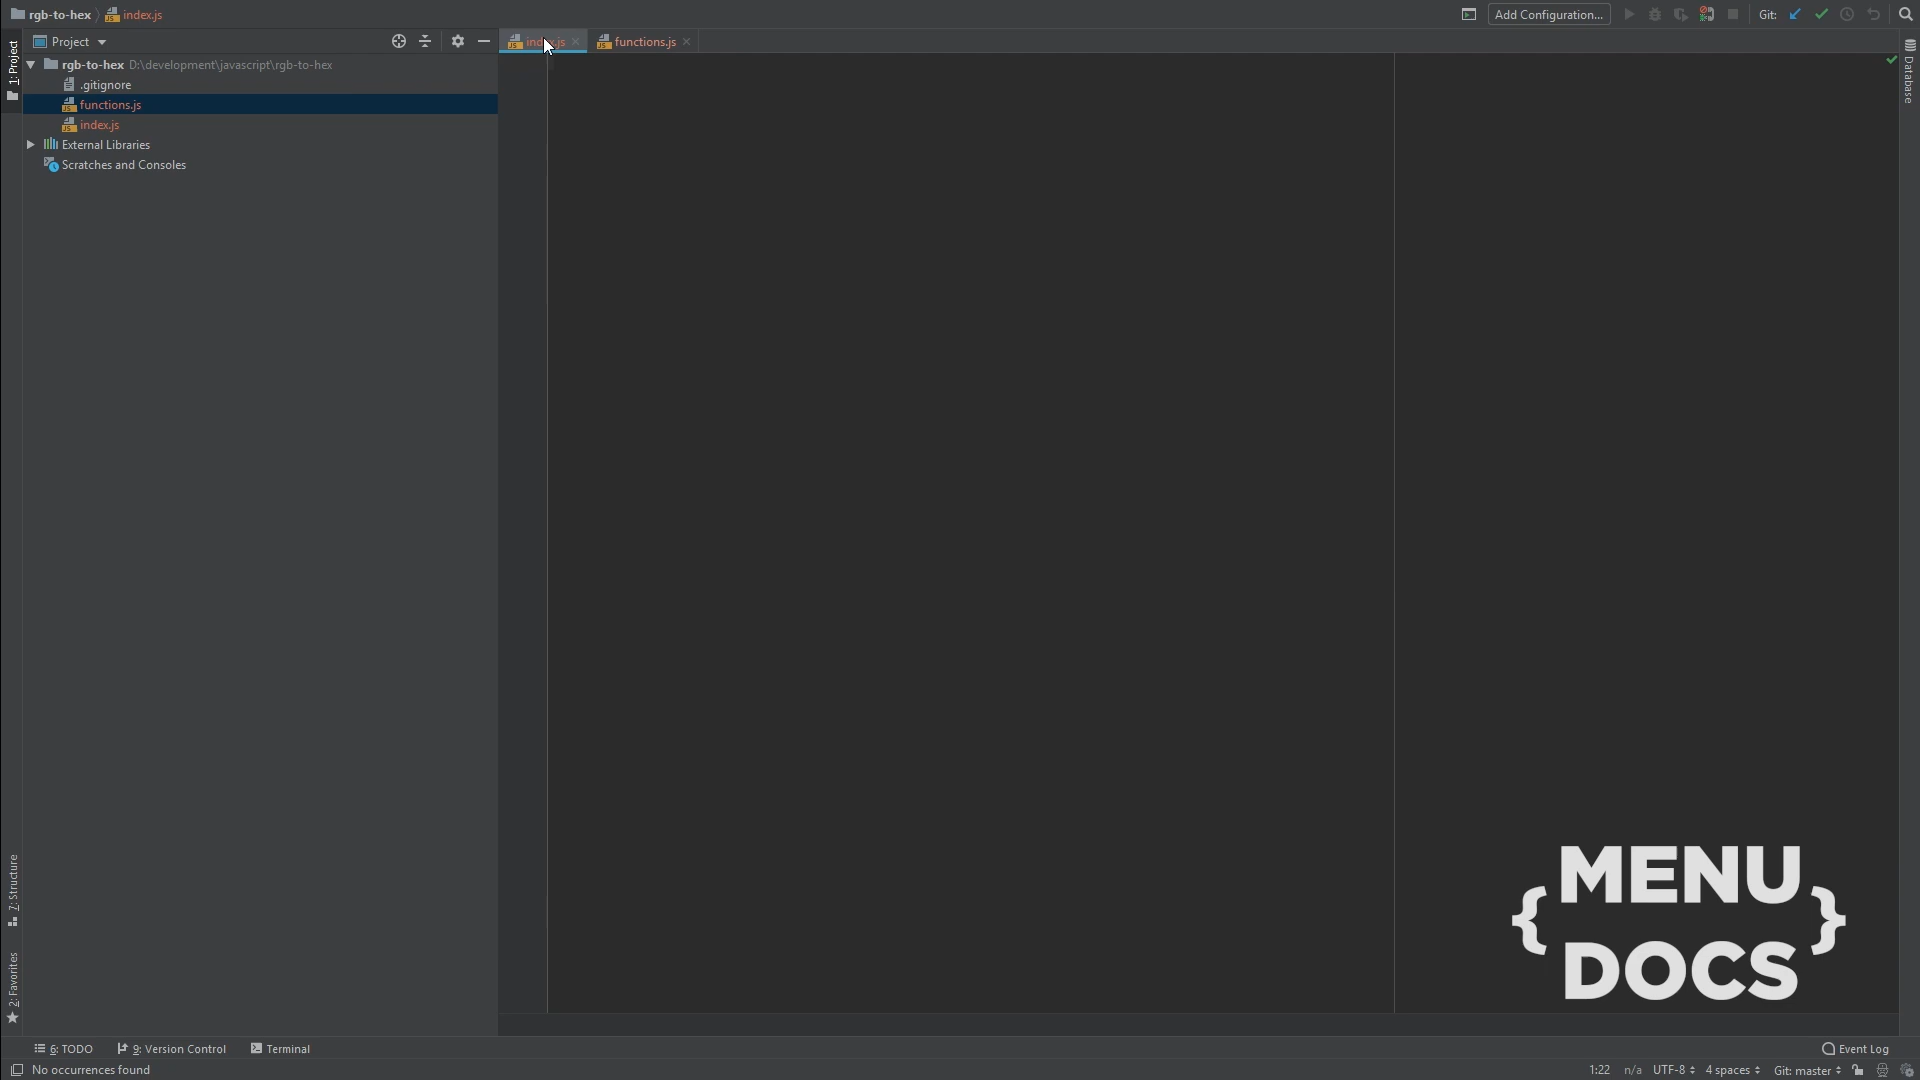 rgb-to-hex
index.js
Add Configuration...
Git:
1: Project
Project
index.js
functions.js
Database
rgb-to-hex D:\development\javascript\rgb-to-hex
.gitignore
functions.js
index.js
External Libraries
Scratches and Consoles
MENU
{ }
DOCS
7: Structure
2: Favorites
6: TODO
9: Version Control
Terminal
Event Log
No occurrences found
1:22
n/a
UTF-8
4 spaces
Git: master